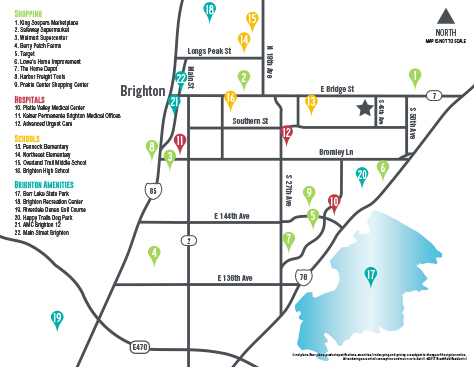 SHOPPING
1. King Soopers Marketplace
2. Safeway Supermarket
3. Walmart Supercenter
4. Berry Patch Farms
5. Target
6. Lowe's Home Improvement
7. The Home Depot
8. Harbor Freight Tools
9. Prairie Center Shopping Center
HOSPITALS
10. Platte Valley Medical Center
11. Kaiser Permanente Brighton Medical Offices
12. Advanced Urgent Care
SCHOOLS
13. Pennock Elementary
14. Northeast Elementary
15. Overland Trail Middle School
16. Brighton High School
BRIGHTON AMENITIES
17. Barr Lake State Park
18. Brighton Recreation Center
19. Riverdale Dunes Golf Course
20. Happy Trails Dog Park
21. AMC Brighton 12
22. Main Street Brighton
NORTH
MAP IS NOT TO SCALE
18
15
14
Longs Peak St
N 19th Ave
Main St
22
2
1
Brighton
E Bridge St
7
21
16
13
S 45th Ave
S 50th Ave
Southern St
12
11
8
3
Bromley Ln
6
20
85
S 27th Ave
9
10
5
E 144th Ave
2
7
4
E 136th Ave
76
17
19
E470